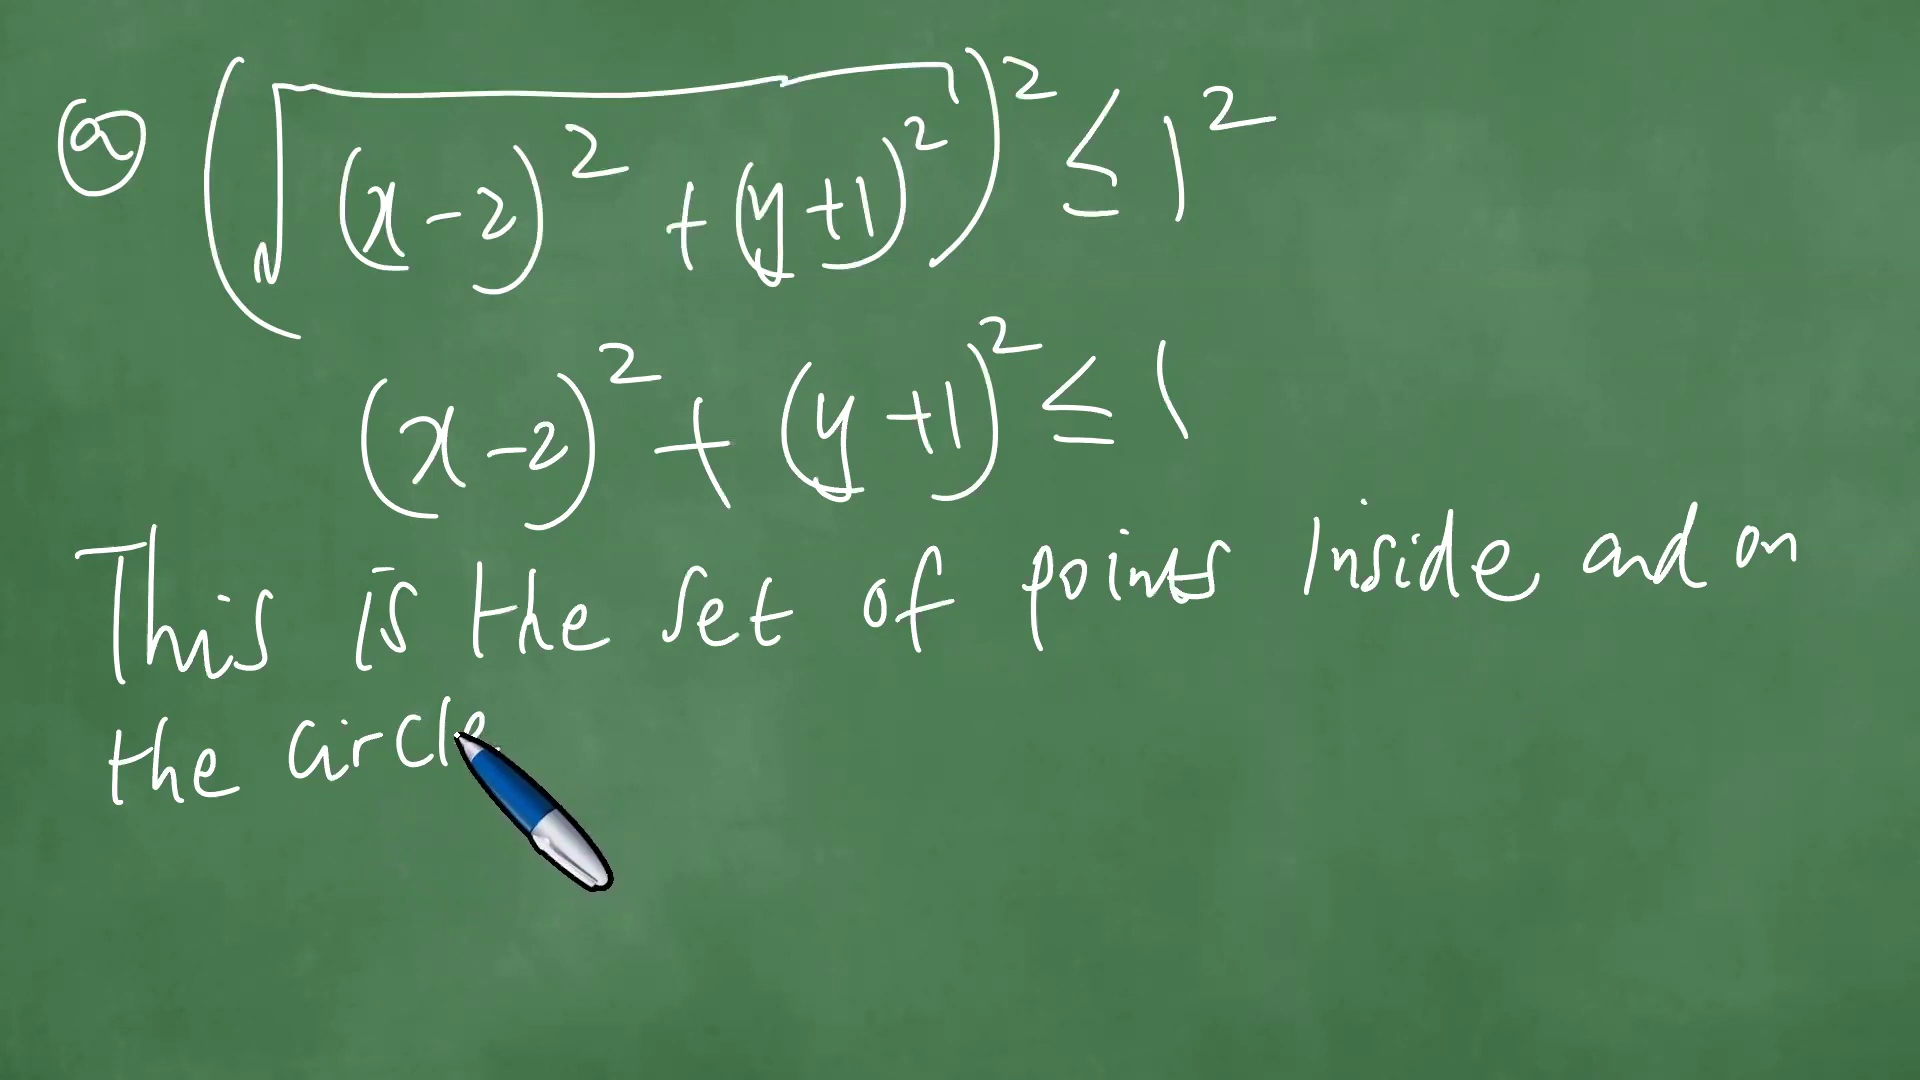 ⓐ (√((x-2)² + (y+1)²))² ≤ 1²
(x-2)² + (y+1)² ≤ 1
This is the set of points Inside and on
the circle